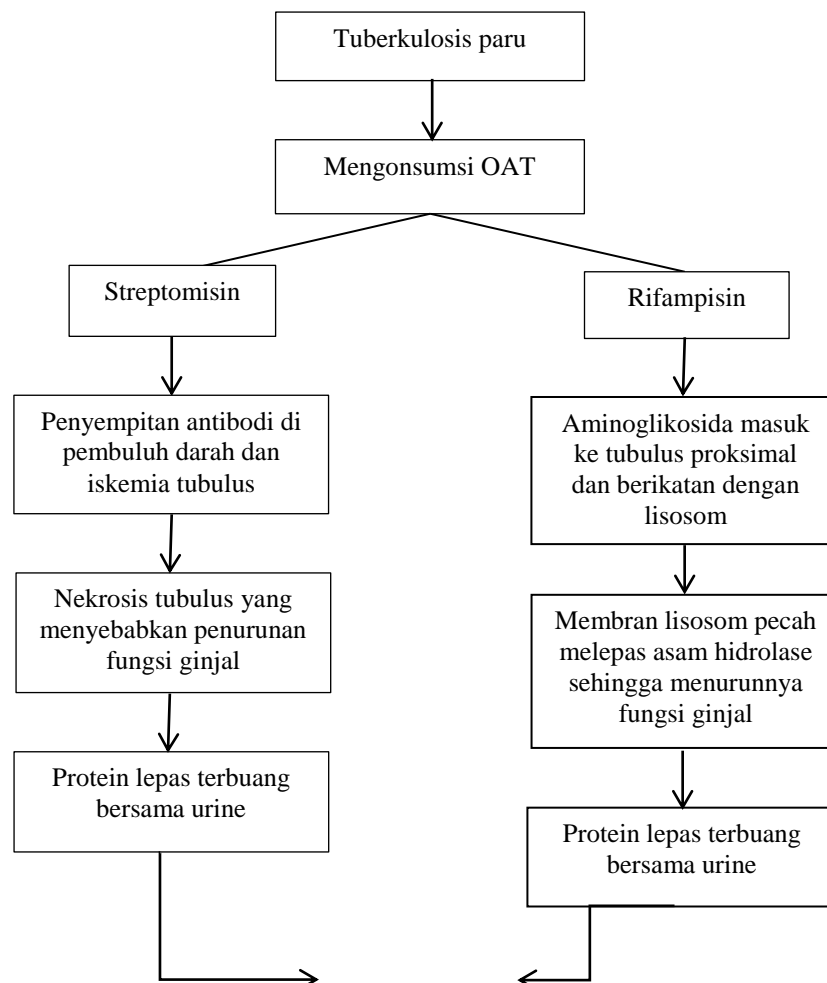 Tuberkulosis paru
Mengonsumsi OAT
Streptomisin
Rifampisin
Penyempitan antibodi di
pembuluh darah dan
iskemia tubulus
Aminoglikosida masuk
ke tubulus proksimal
dan berikatan dengan
lisosom
Nekrosis tubulus yang
menyebabkan penurunan
fungsi ginjal
Membran lisosom pecah
melepas asam hidrolase
sehingga menurunnya
fungsi ginjal
Protein lepas terbuang
bersama urine
Protein lepas terbuang
bersama urine